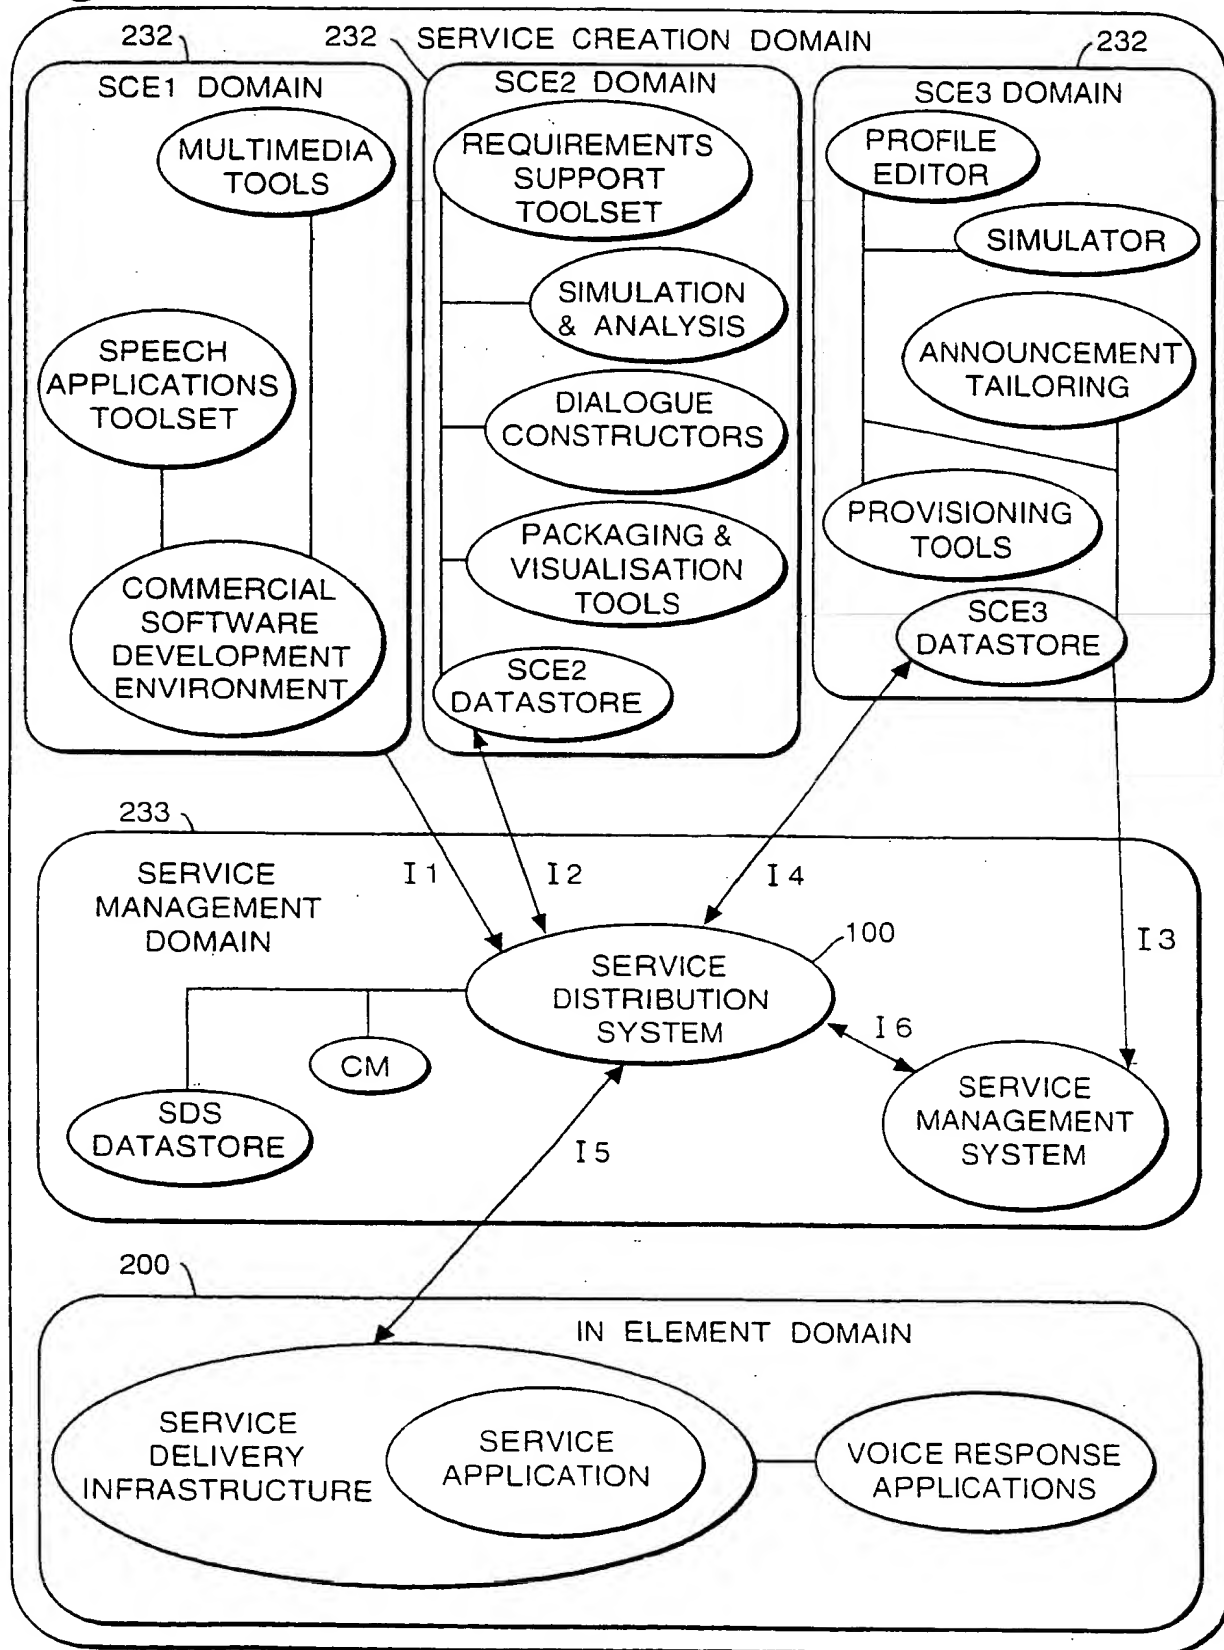 SERVICE CREATION DOMAIN
232
SCE1 DOMAIN
MULTIMEDIA
TOOLS
SPEECH
APPLICATIONS
TOOLSET
COMMERCIAL
SOFTWARE
DEVELOPMENT
ENVIRONMENT
232
SCE2 DOMAIN
REQUIREMENTS
SUPPORT
TOOLSET
SIMULATION
& ANALYSIS
DIALOGUE
CONSTRUCTORS
PACKAGING &
VISUALISATION
TOOLS
SCE2
DATASTORE
232
SCE3 DOMAIN
PROFILE
EDITOR
SIMULATOR
ANNOUNCEMENT
TAILORING
PROVISIONING
TOOLS
SCE3
DATASTORE
233
SERVICE
MANAGEMENT
DOMAIN
I1
I2
I4
I3
100
SERVICE
DISTRIBUTION
SYSTEM
I6
CM
SDS
DATASTORE
SERVICE
MANAGEMENT
SYSTEM
I5
200
IN ELEMENT DOMAIN
SERVICE
DELIVERY
INFRASTRUCTURE
SERVICE
APPLICATION
VOICE RESPONSE
APPLICATIONS